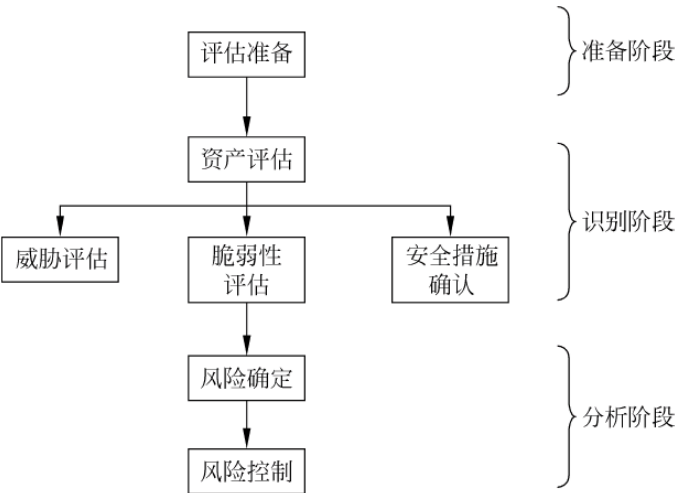 评估准备
准备阶段
资产评估
识别阶段
威胁评估
脆弱性
评估
安全措施
确认
风险确定
分析阶段
风险控制